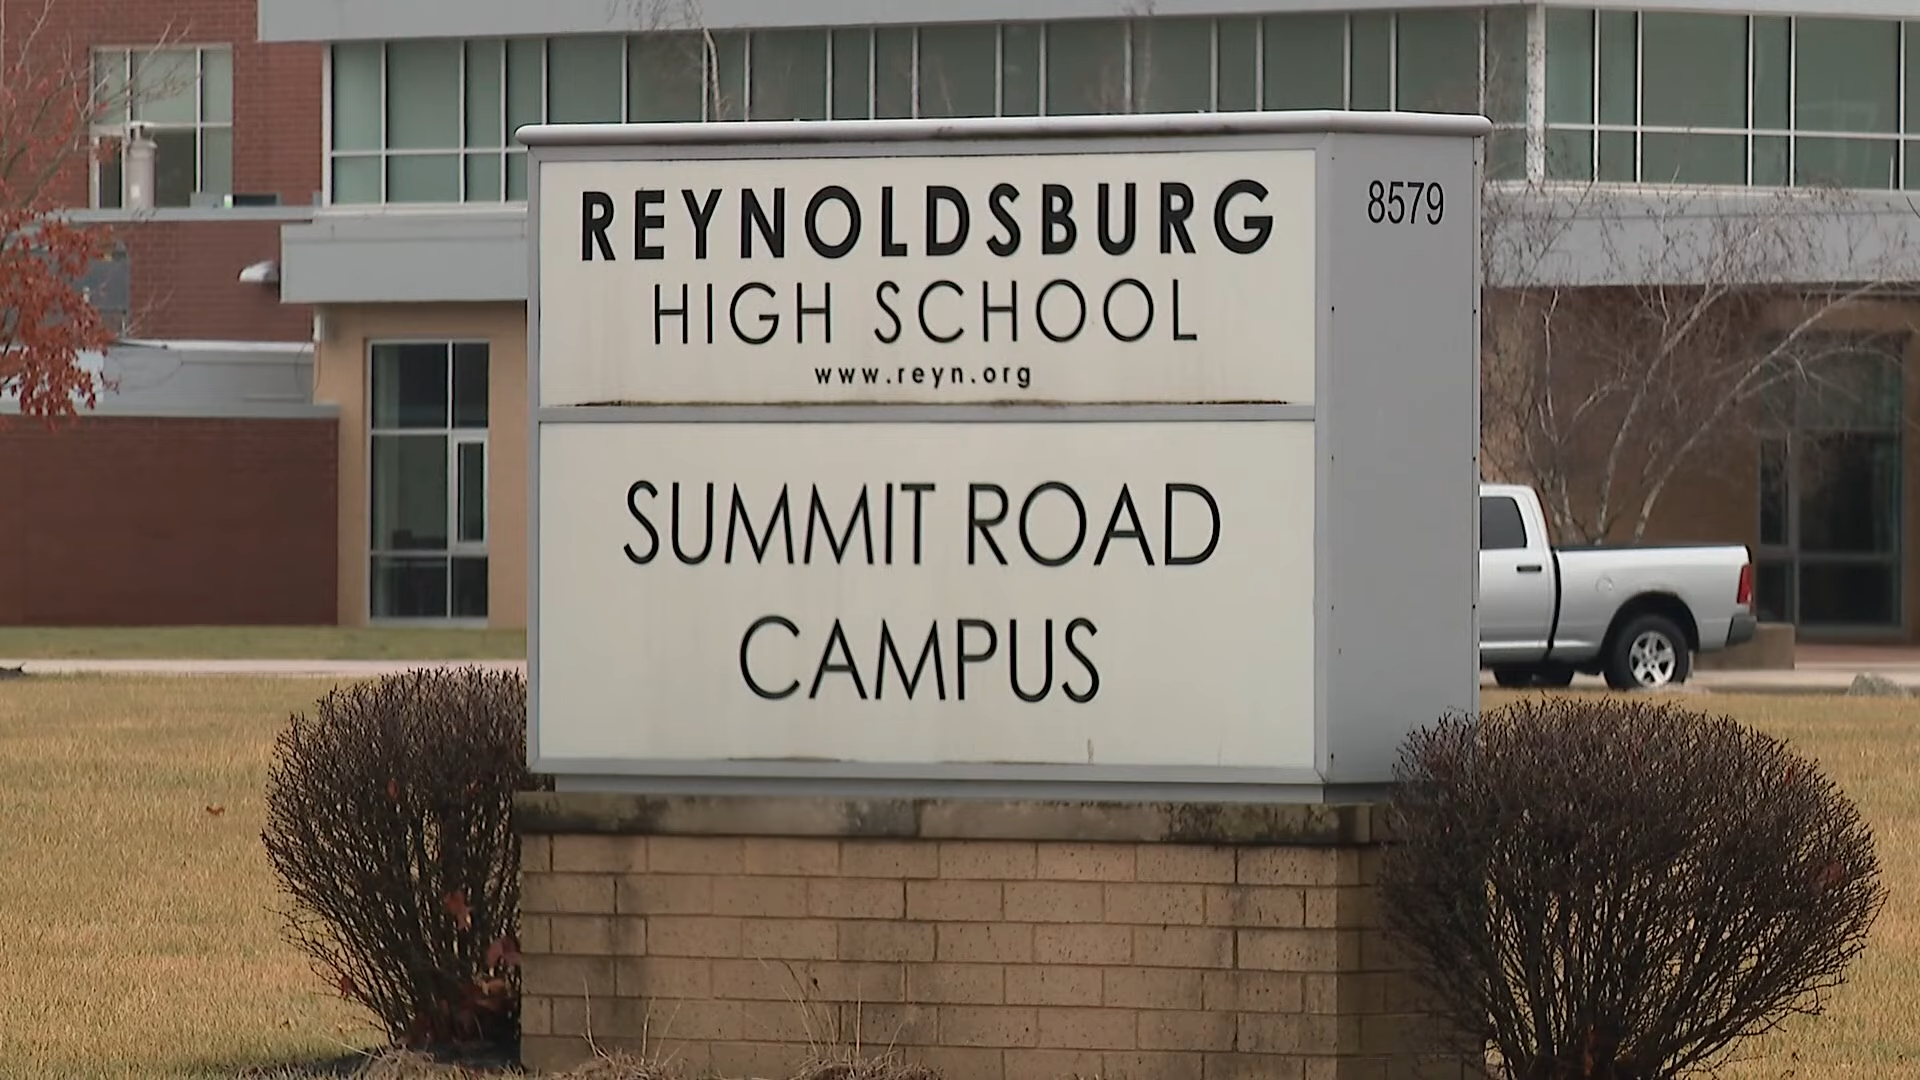 REYNOLDSBURG
HIGH SCHOOL
www.reyn.org
SUMMIT ROAD
CAMPUS
8579